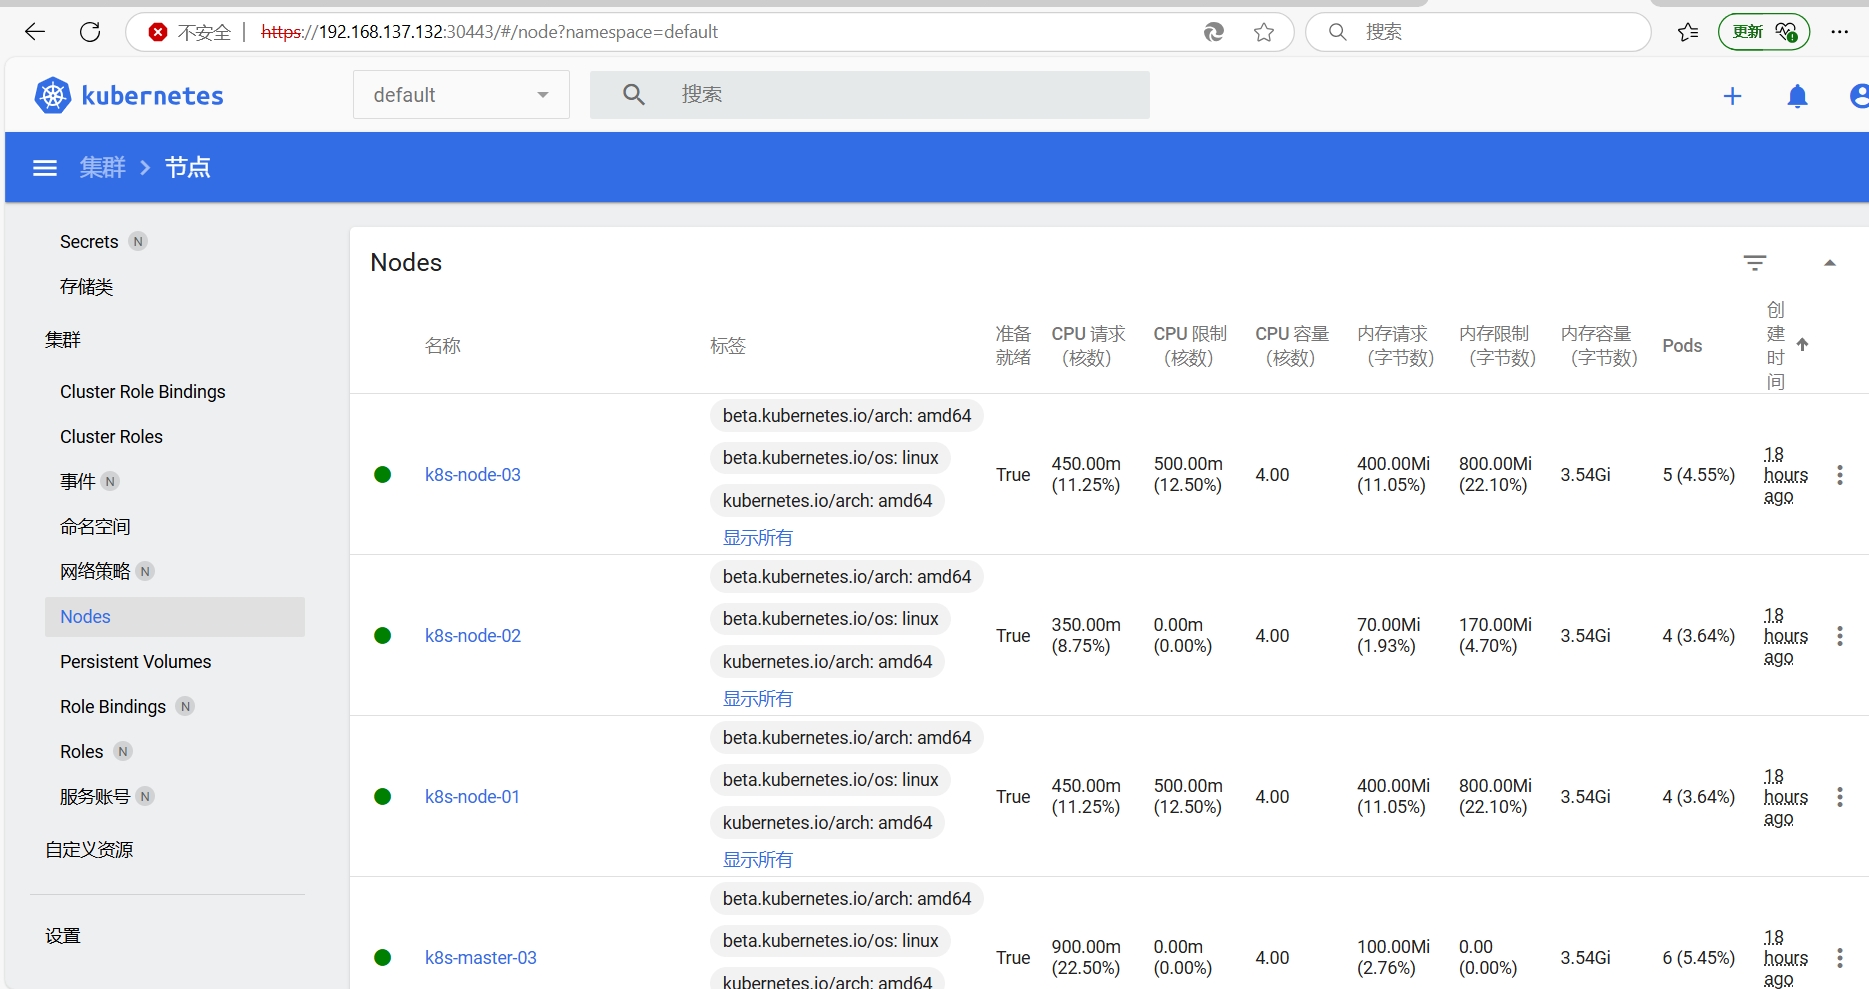 不安全 https://192.168.137.132:30443/#/node?namespace=default
搜索
更新
kubernetes
default
搜索
集群 > 节点
Secrets N
存储类
集群
Cluster Role Bindings
Cluster Roles
事件 N
命名空间
网络策略 N
Nodes
Persistent Volumes
Role Bindings N
Roles N
服务账号 N
自定义资源
设置
Nodes
名称
标签
准备
就绪
CPU 请求
(核数)
CPU 限制
(核数)
CPU 容量
(核数)
内存请求
(字节数)
内存限制
(字节数)
内存容量
(字节数)
Pods
创
建
时
间
k8s-node-03
beta.kubernetes.io/arch: amd64
beta.kubernetes.io/os: linux
kubernetes.io/arch: amd64
显示所有
True
450.00m
(11.25%)
500.00m
(12.50%)
4.00
400.00Mi
(11.05%)
800.00Mi
(22.10%)
3.54Gi
5 (4.55%)
18
hours
ago
k8s-node-02
beta.kubernetes.io/arch: amd64
beta.kubernetes.io/os: linux
kubernetes.io/arch: amd64
显示所有
True
350.00m
(8.75%)
0.00m
(0.00%)
4.00
70.00Mi
(1.93%)
170.00Mi
(4.70%)
3.54Gi
4 (3.64%)
18
hours
ago
k8s-node-01
beta.kubernetes.io/arch: amd64
beta.kubernetes.io/os: linux
kubernetes.io/arch: amd64
显示所有
True
450.00m
(11.25%)
500.00m
(12.50%)
4.00
400.00Mi
(11.05%)
800.00Mi
(22.10%)
3.54Gi
4 (3.64%)
18
hours
ago
k8s-master-03
beta.kubernetes.io/arch: amd64
beta.kubernetes.io/os: linux
kubernetes.io/arch: amd64
True
900.00m
(22.50%)
0.00m
(0.00%)
4.00
100.00Mi
(2.76%)
0.00
(0.00%)
3.54Gi
6 (5.45%)
18
hours
ago